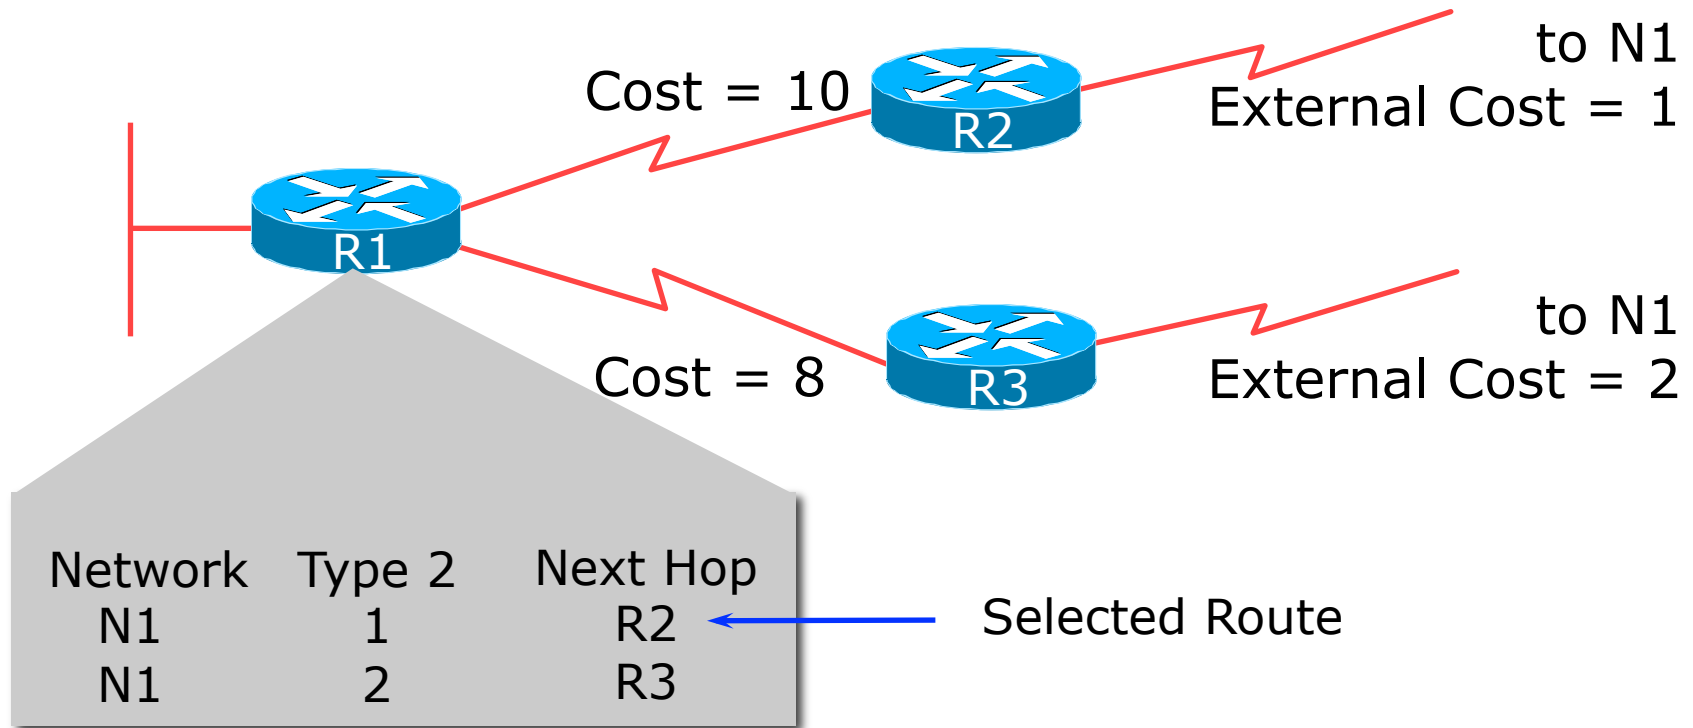 to N1
Cost = 10
External Cost = 1
R2
R1
to N1
Cost = 8
External Cost = 2
R3
Network Type 2 Next Hop
N1 1 R2
Selected Route
N1 2 R3